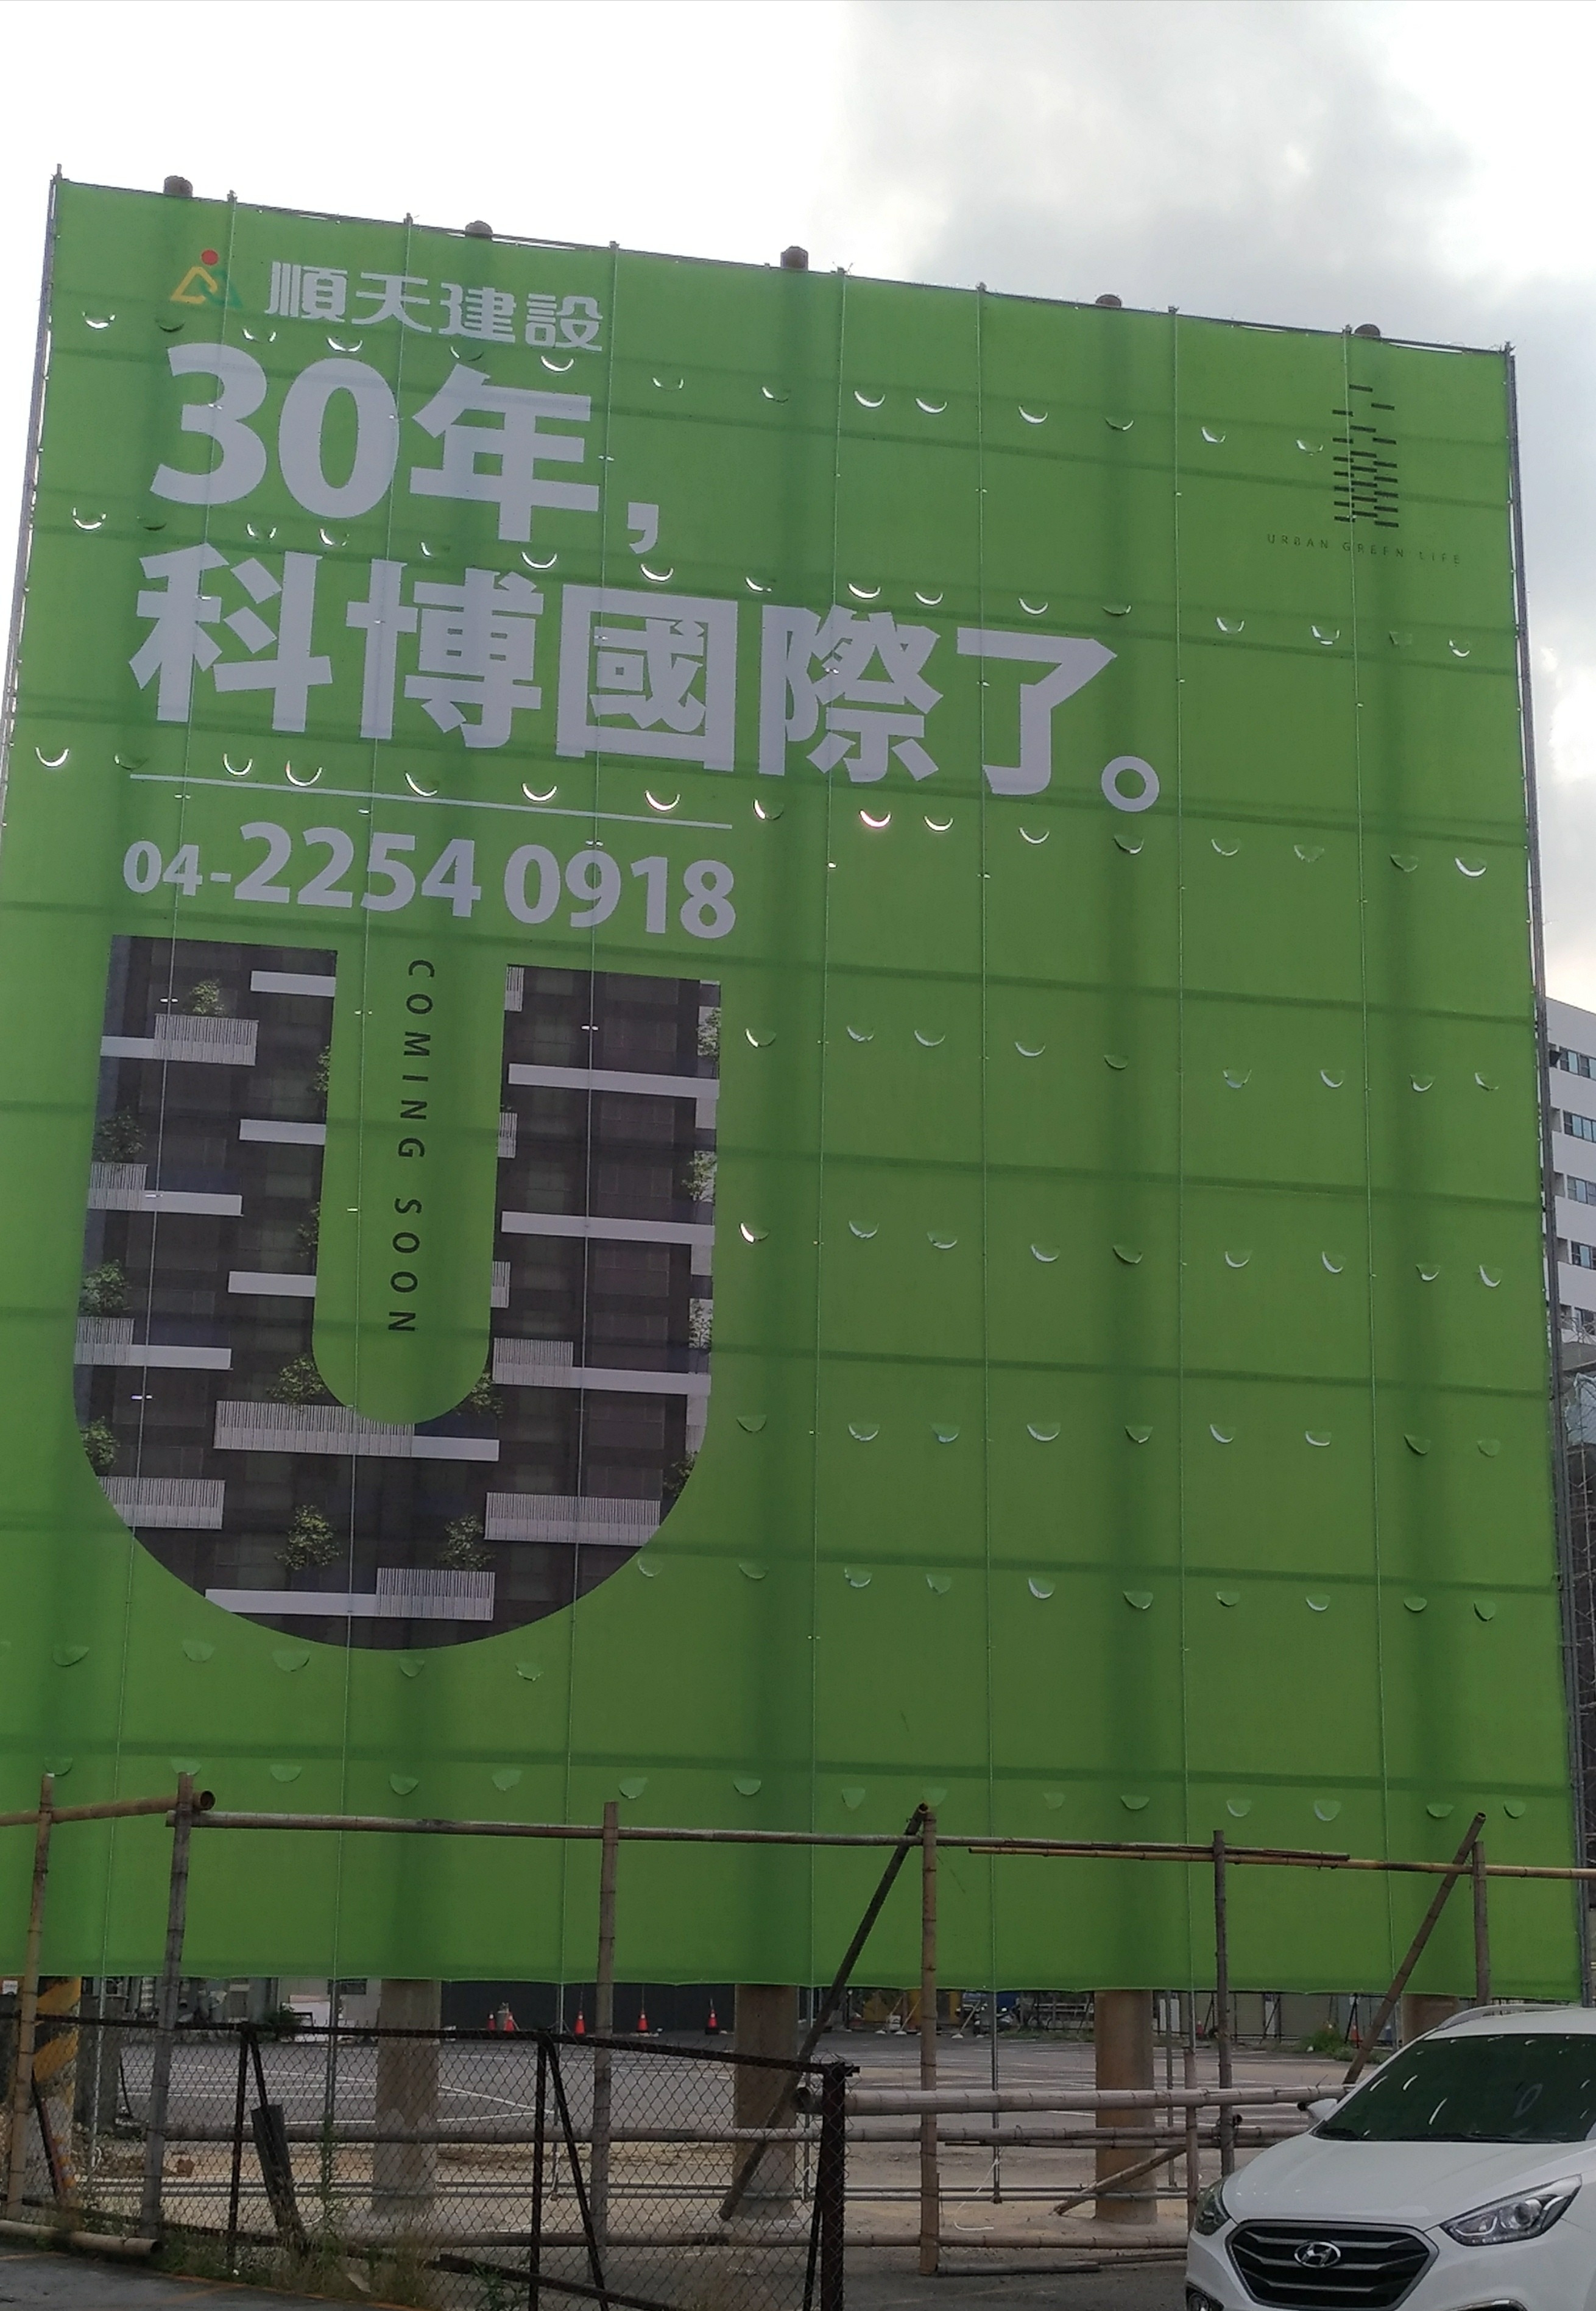 順天建設
30年，
科博國際了。
URBAN GREEN LIFE
04-2254 0918
COMING SOON